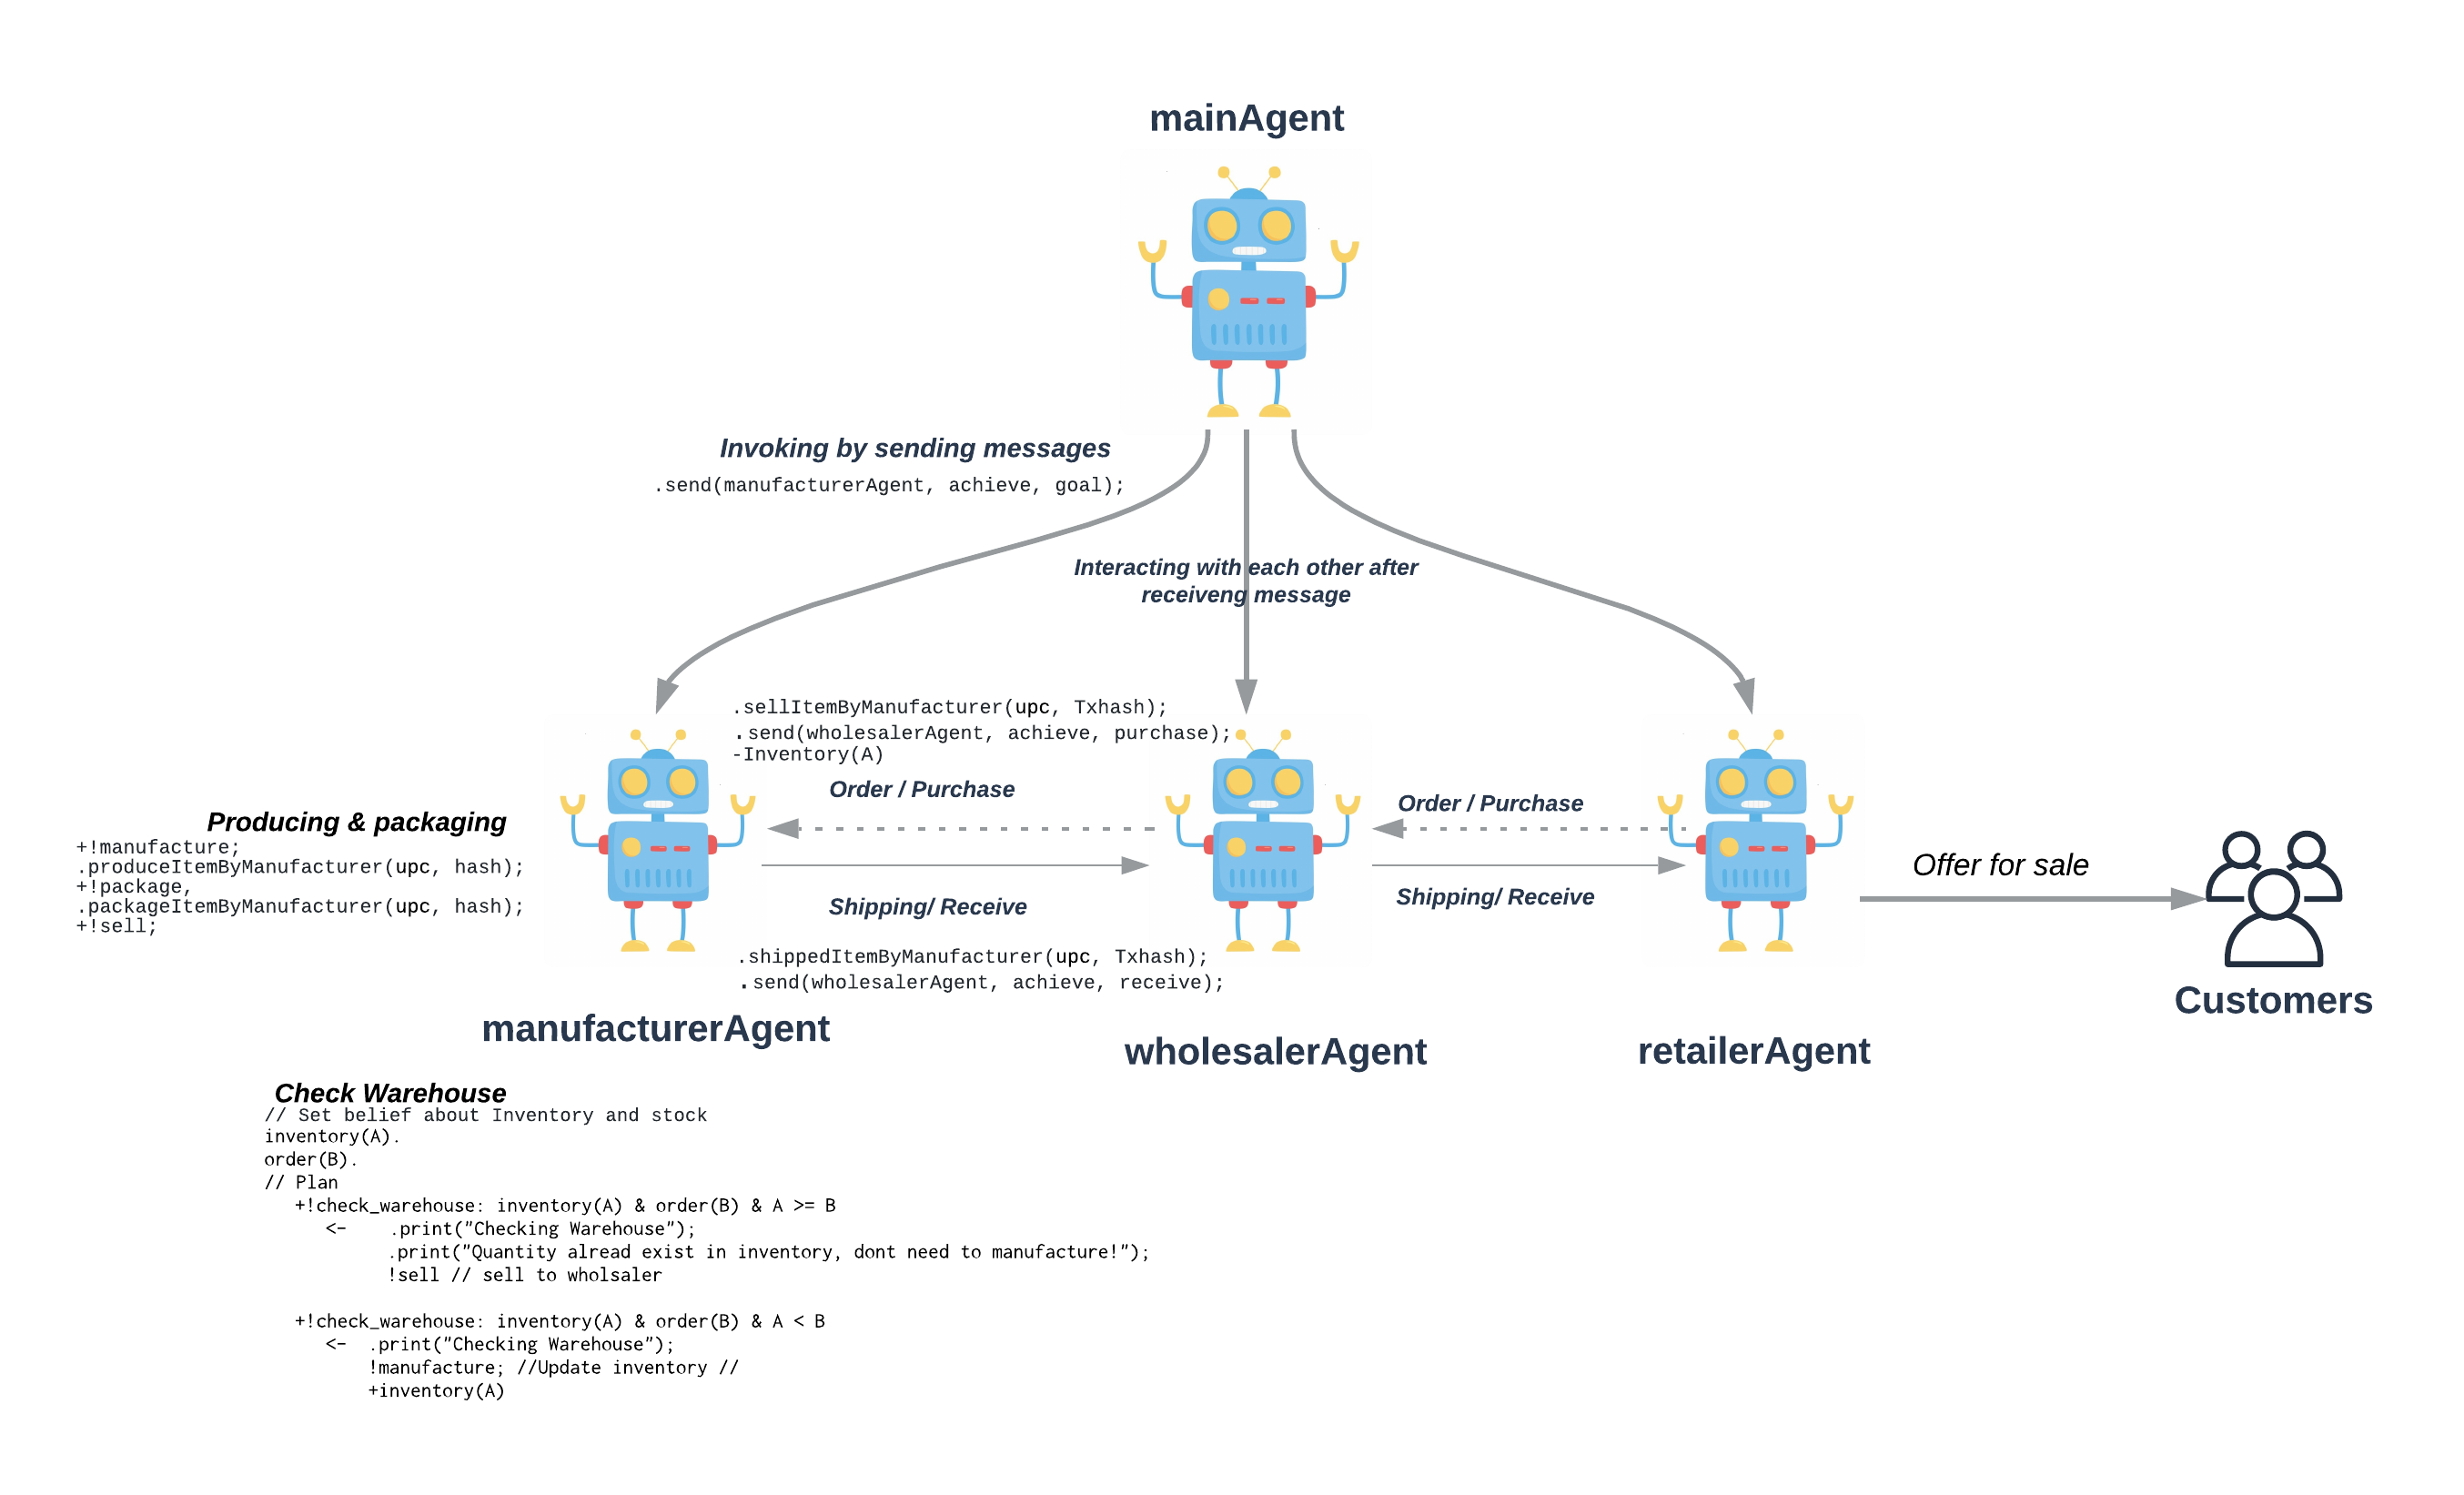 mainAgent
Invoking by sending messages
.send(manufacturerAgent, achieve, goal);
Interacting with each other after
receiveng message
.sellItemByManufacturer(upc, Txhash);
.send(wholesalerAgent, achieve, purchase);
-Inventory(A)
Order / Purchase
Order / Purchase
Producing & packaging
+!manufacture;
.produceItemByManufacturer(upc, hash);
+!package,
.packageItemByManufacturer(upc, hash);
+!sell;
Shipping/ Receive
Shipping/ Receive
Offer for sale
.shippedItemByManufacturer(upc, Txhash);
.send(wholesalerAgent, achieve, receive);
manufacturerAgent
wholesalerAgent
retailerAgent
Customers
Check Warehouse
// Set belief about Inventory and stock
inventory(A).
order(B).
// Plan
+!check_warehouse: inventory(A) & order(B) & A >= B
<- .print("Checking Warehouse");
.print("Quantity alread exist in inventory, dont need to manufacture!");
!sell // sell to wholsaler
+!check_warehouse: inventory(A) & order(B) & A < B
<- .print("Checking Warehouse");
!manufacture; //Update inventory //
+inventory(A)